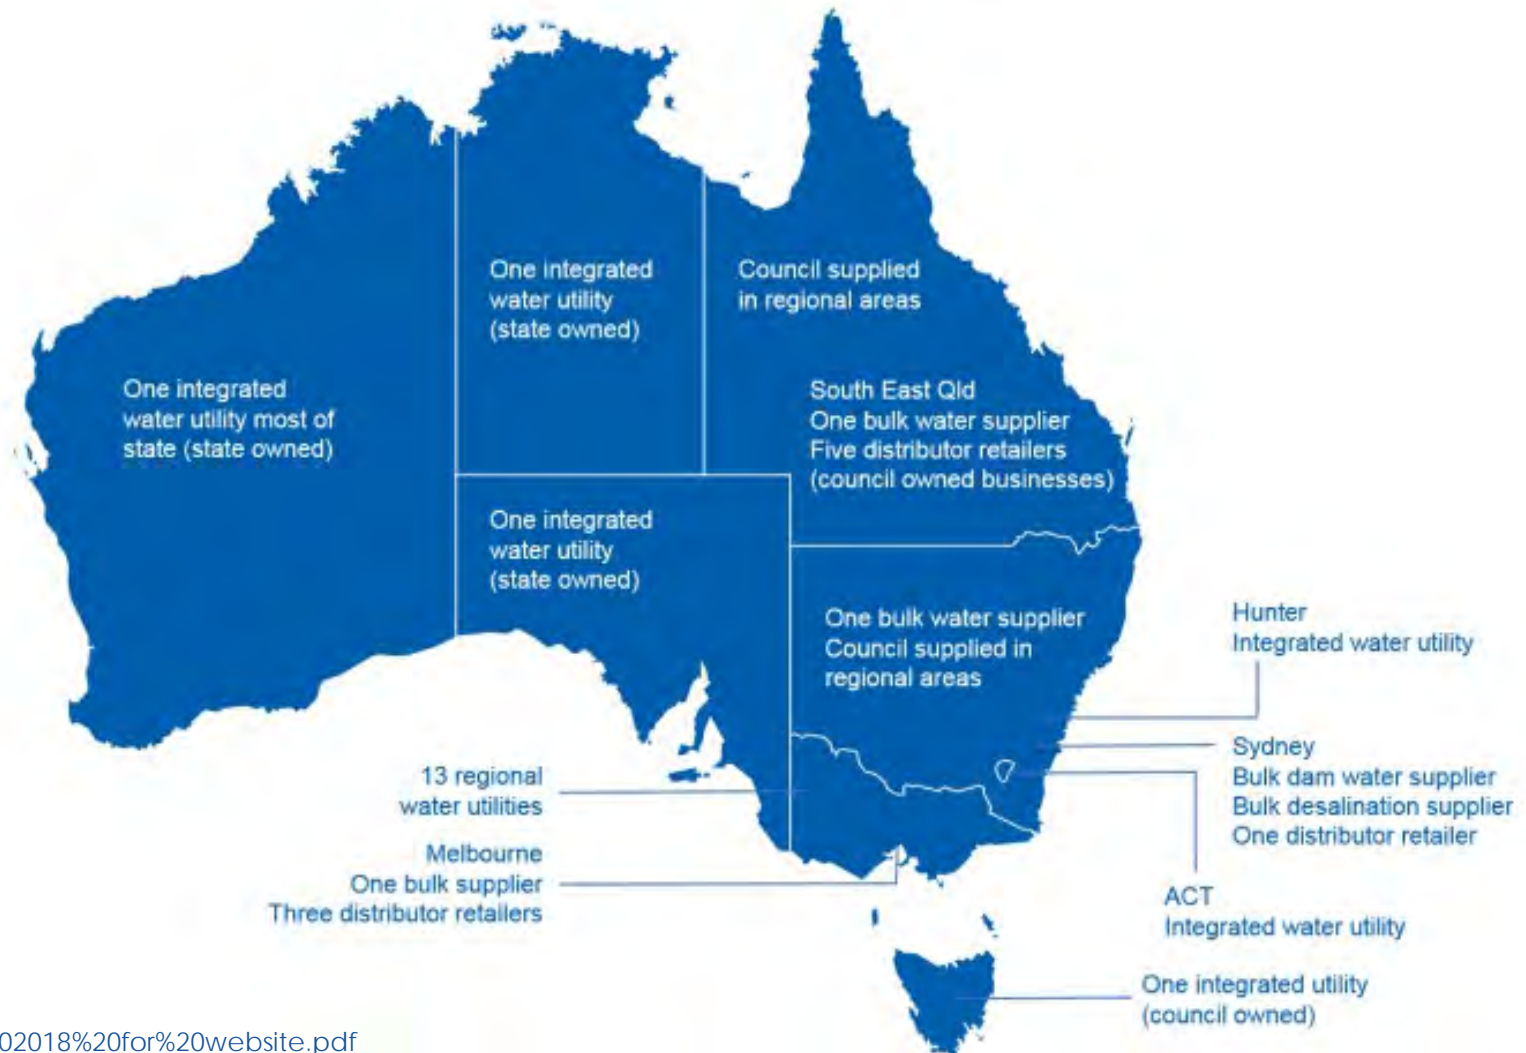 One integrated
water utility
(state owned)
Council supplied
in regional areas
One integrated
water utility most of
state (state owned)
South East Qld
One bulk water supplier
Five distributor retailers
(council owned businesses)
One integrated
water utility
(state owned)
One bulk water supplier
Council supplied in
regional areas
Hunter
Integrated water utility
Sydney
Bulk dam water supplier
Bulk desalination supplier
One distributor retailer
13 regional
water utilities
Melbourne
One bulk supplier
Three distributor retailers
ACT
Integrated water utility
One integrated utility
(council owned)
02018%20for%20website.pdf